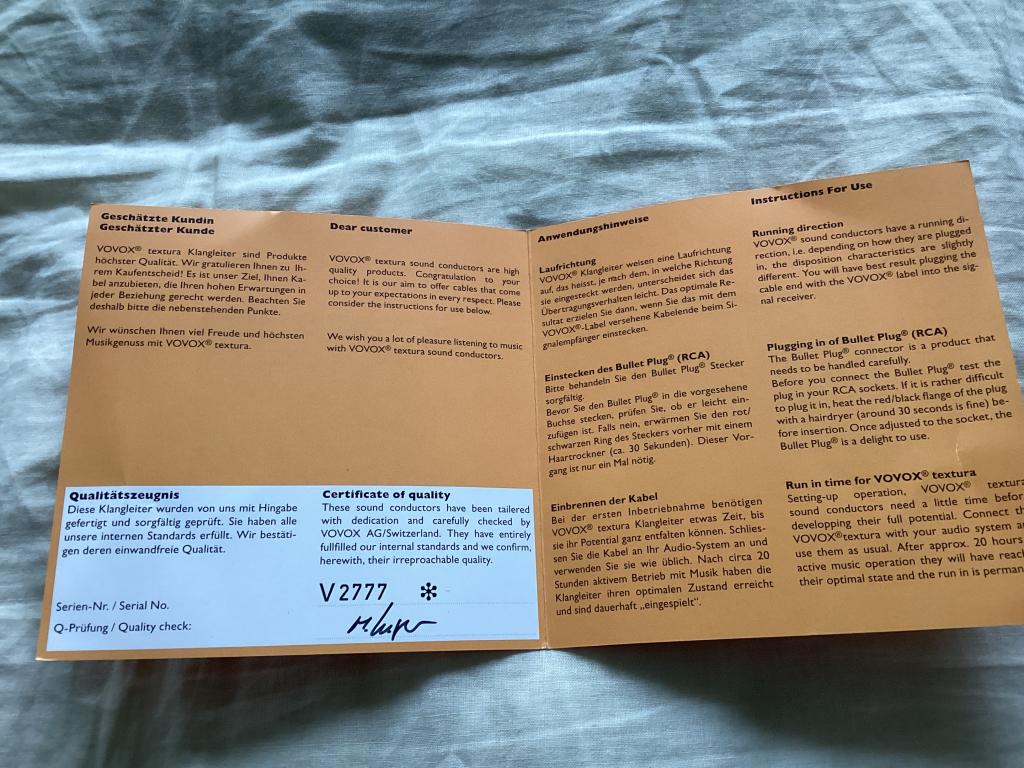 Geschätzte Kundin
Geschätzter Kunde
VOVOX® textura Klangleiter sind Produkte
höchster Qualität. Wir gratulieren Ihnen zu Ih-
rem Kaufentscheid! Es ist unser Ziel, Ihnen Ka-
bel anzubieten, die Ihren hohen Erwartungen in
jeder Beziehung gerecht werden. Beachten Sie
deshalb bitte die nebenstehenden Punkte.
Wir wünschen Ihnen viel Freude und höchsten
Musikgenuss mit VOVOX® textura.
Dear customer
VOVOX® textura sound conductors are high
quality products. Congratulation to your
choice! It is our aim to offer cables that come
up to your expectations in every respect. Please
consider the instructions for use below.
We wish you a lot of pleasure listening to music
with VOVOX® textura sound conductors.
Qualitätszeugnis
Diese Klangleiter wurden von uns mit Hingabe
gefertigt und sorgfältig geprüft. Sie haben alle
unsere internen Standards erfüllt. Wir bestäti-
gen deren einwandfreie Qualität.
Certificate of quality
These sound conductors have been tailored
with dedication and carefully checked by
VOVOX AG/Switzerland. They have entirely
fullfilled our internal standards and we confirm,
herewith, their irreproachable quality.
Serien-Nr. / Serial No.
V2777 *
Q-Prüfung / Quality check:
Anwendungshinweise
Laufrichtung
VOVOX® Klangleiter weisen eine Laufrichtung
auf, das heisst, je nach dem, in welche Richtung
sie eingesteckt werden, unterscheidet sich das
Übertragungsverhalten leicht. Das optimale Re-
sultat erzielen Sie dann, wenn Sie das mit dem
VOVOX®-Label versehene Kabelende beim Si-
gnalempfänger einstecken.
Einstecken des Bullet Plug® (RCA)
Bitte behandeln Sie den Bullet Plug® Stecker
sorgfältig.
Bevor Sie den Bullet Plug® in die vorgesehene
Buchse stecken, prüfen Sie, ob er leicht ein-
zufügen ist. Falls nein, erwärmen Sie den rot/
schwarzen Ring des Steckers vorher mit einem
Haartrockner (ca. 30 Sekunden). Dieser Vor-
gang ist nur ein Mal nötig.
Einbrennen der Kabel
Bei der ersten Inbetriebnahme benötigen
VOVOX® textura Klangleiter etwas Zeit, bis
sie ihr Potential ganz entfalten können. Schlies-
sen Sie die Kabel an Ihr Audio-System an und
verwenden Sie sie wie üblich. Nach circa 20
Stunden aktivem Betrieb mit Musik haben die
Klangleiter ihren optimalen Zustand erreicht
und sind dauerhaft „eingespielt".
Instructions For Use
Running direction
VOVOX® sound conductors have a running di-
rection, i.e. depending on how they are plugged
in, the disposition characteristics are slightly
different. You will have best result plugging the
cable end with the VOVOX® label into the sig-
nal receiver.
Plugging in of Bullet Plug® (RCA)
The Bullet Plug® connector is a product that
needs to be handled carefully.
Before you connect the Bullet Plug® test the
plug in your RCA sockets. If it is rather difficult
to plug it in, heat the red/black flange of the plug
with a hairdryer (around 30 seconds is fine) be-
fore insertion. Once adjusted to the socket, the
Bullet Plug® is a delight to use.
Run in time for VOVOX® textura
Setting-up operation, VOVOX® textura
sound conductors need a little time before
developping their full potential. Connect th
VOVOX®textura with your audio system a
use them as usual. After approx. 20 hours
active music operation they will have reac
their optimal state and the run in is perman